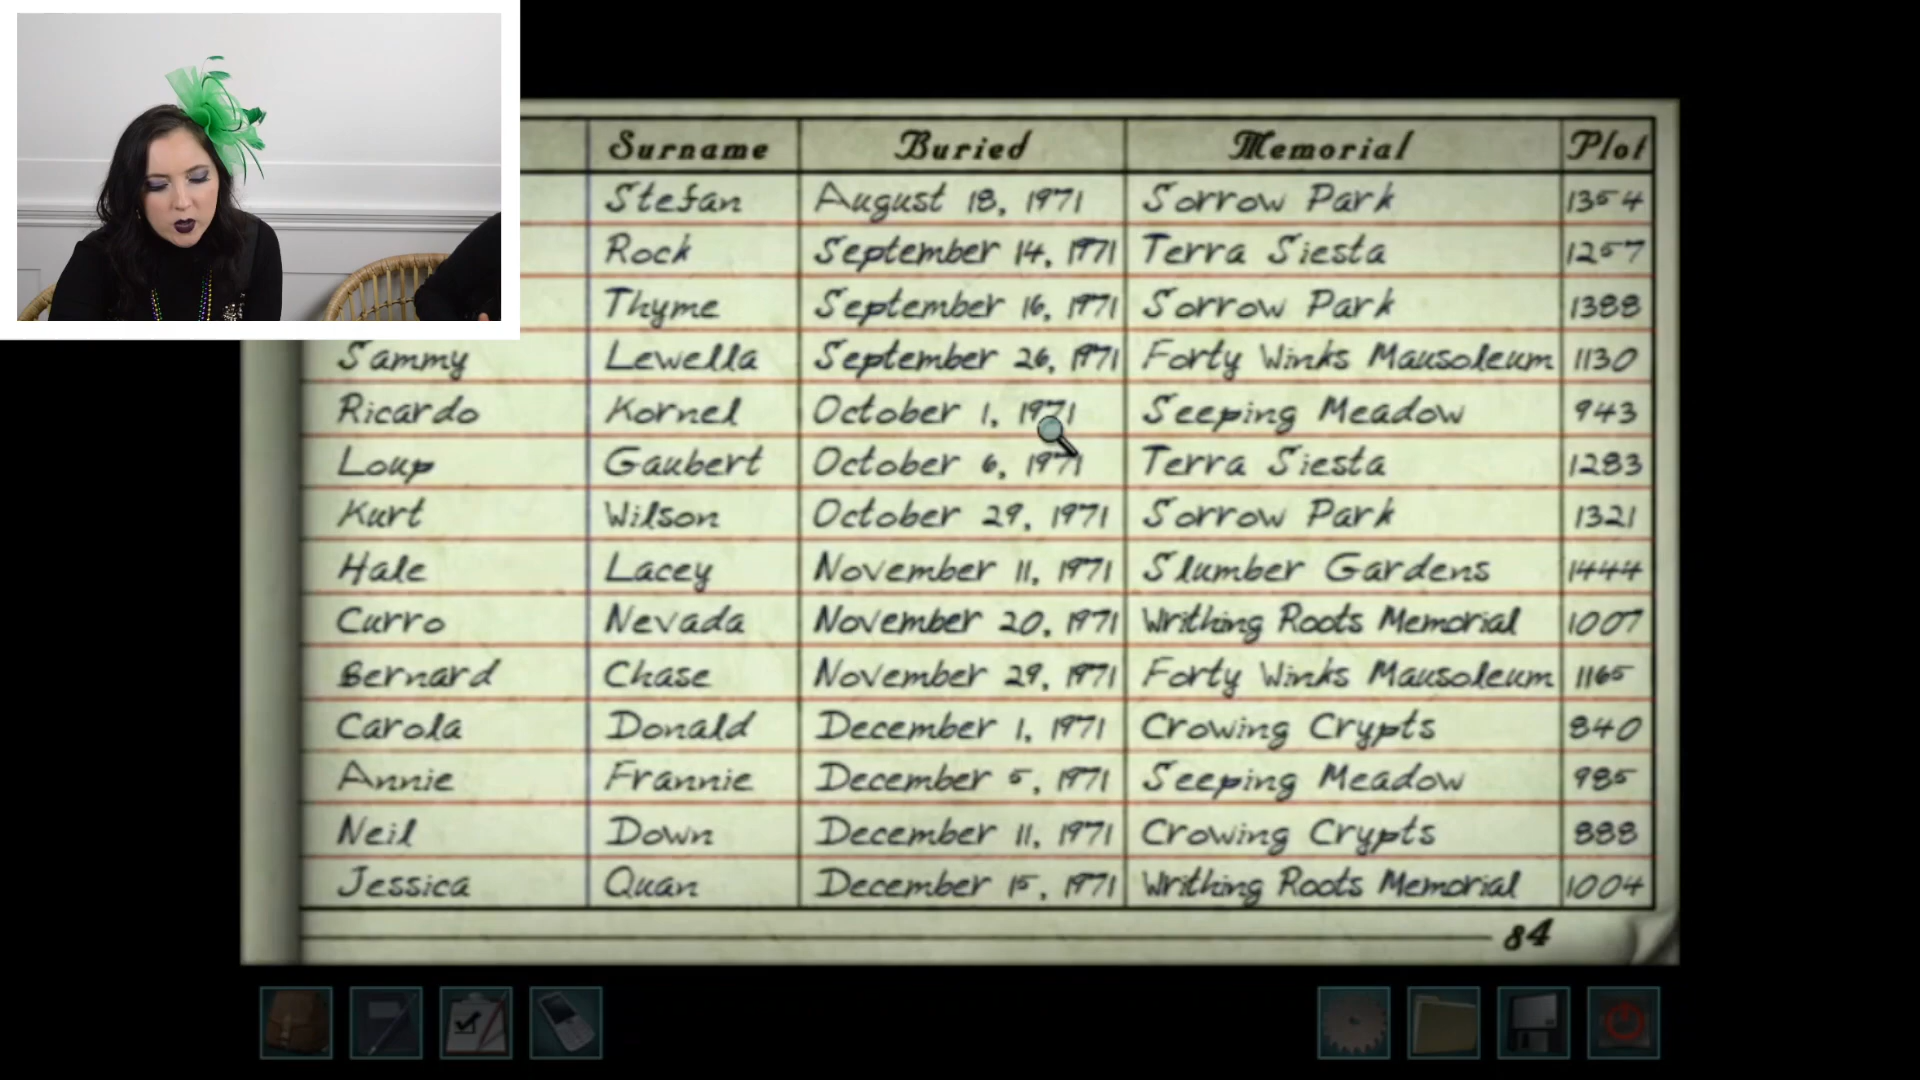 Surname Buried Memorial Plot
Stefan August 18, 1971 Sorrow Park 1354
Rock September 14, 1971 Terra Siesta 1257
Thyme September 16, 1971 Sorrow Park 1388
Sammy Lewella September 26, 1971 Forty Winks Mausoleum 1130
Ricardo Kornel October 1, 1971 Seeping Meadow 943
Loup Gaubert October 6, 1971 Terra Siesta 1283
Kurt Wilson October 29, 1971 Sorrow Park 1321
Hale Lacey November 11, 1971 Slumber Gardens 1444
Curro Nevada November 20, 1971 Writhing Roots Memorial 1007
Bernard Chase November 29, 1971 Forty Winks Mausoleum 1165
Carola Donald December 1, 1971 Crowing Crypts 840
Annie Frannie December 5, 1971 Seeping Meadow 985
Neil Down December 11, 1971 Crowing Crypts 888
Jessica Quan December 15, 1971 Writhing Roots Memorial 1004
84